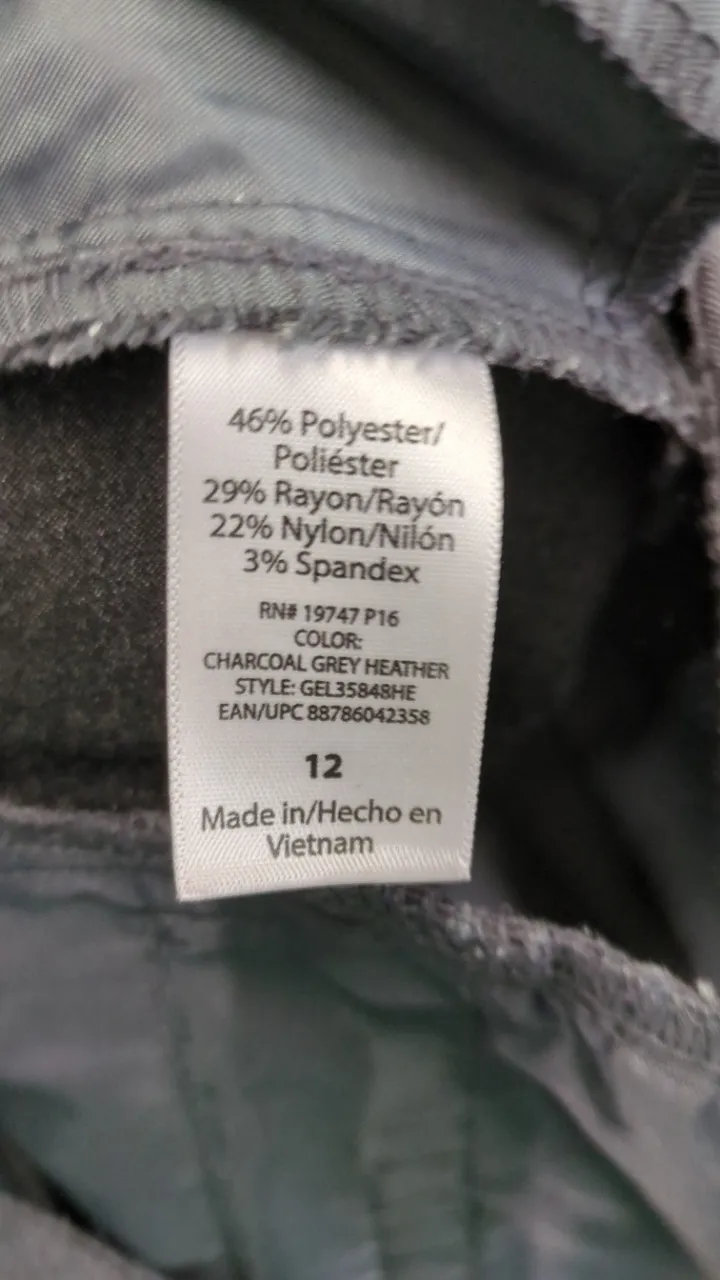 46% Polyester/
Poliéster
29% Rayon/Rayón
22% Nylon/Nilón
3% Spandex
RN# 19747 P16
COLOR:
CHARCOAL GREY HEATHER
STYLE: GEL35848HE
EAN/UPC 88786042358
12
Made in/Hecho en
Vietnam